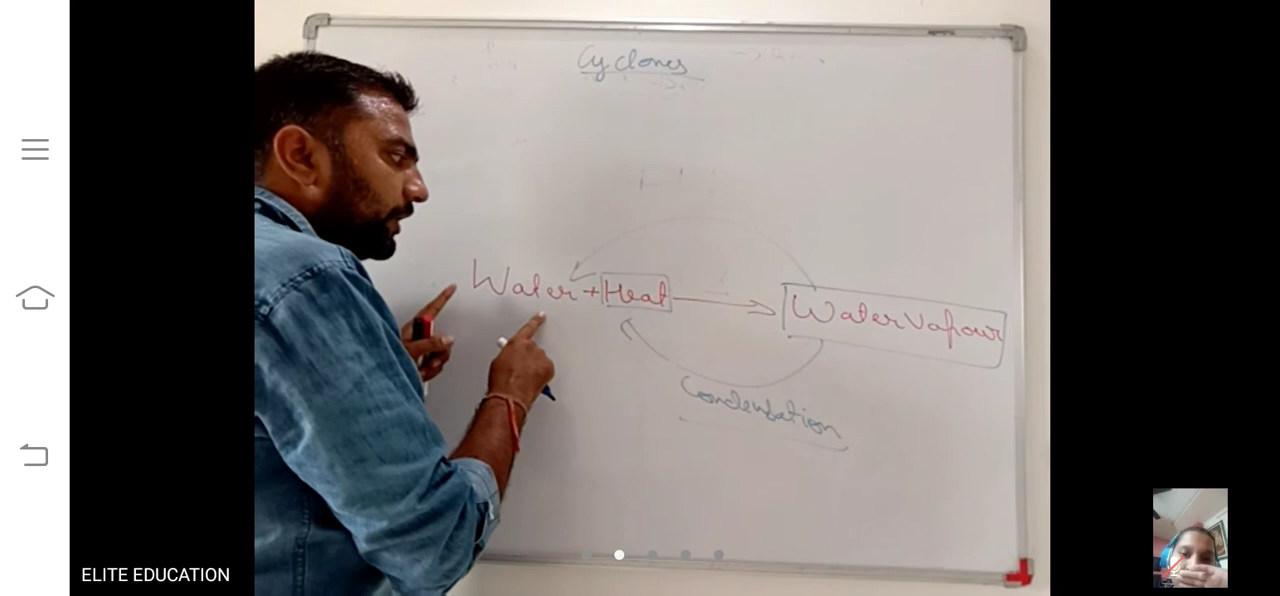 Cyclones
Water + Heat → Water Vapour
Condensation
ELITE EDUCATION